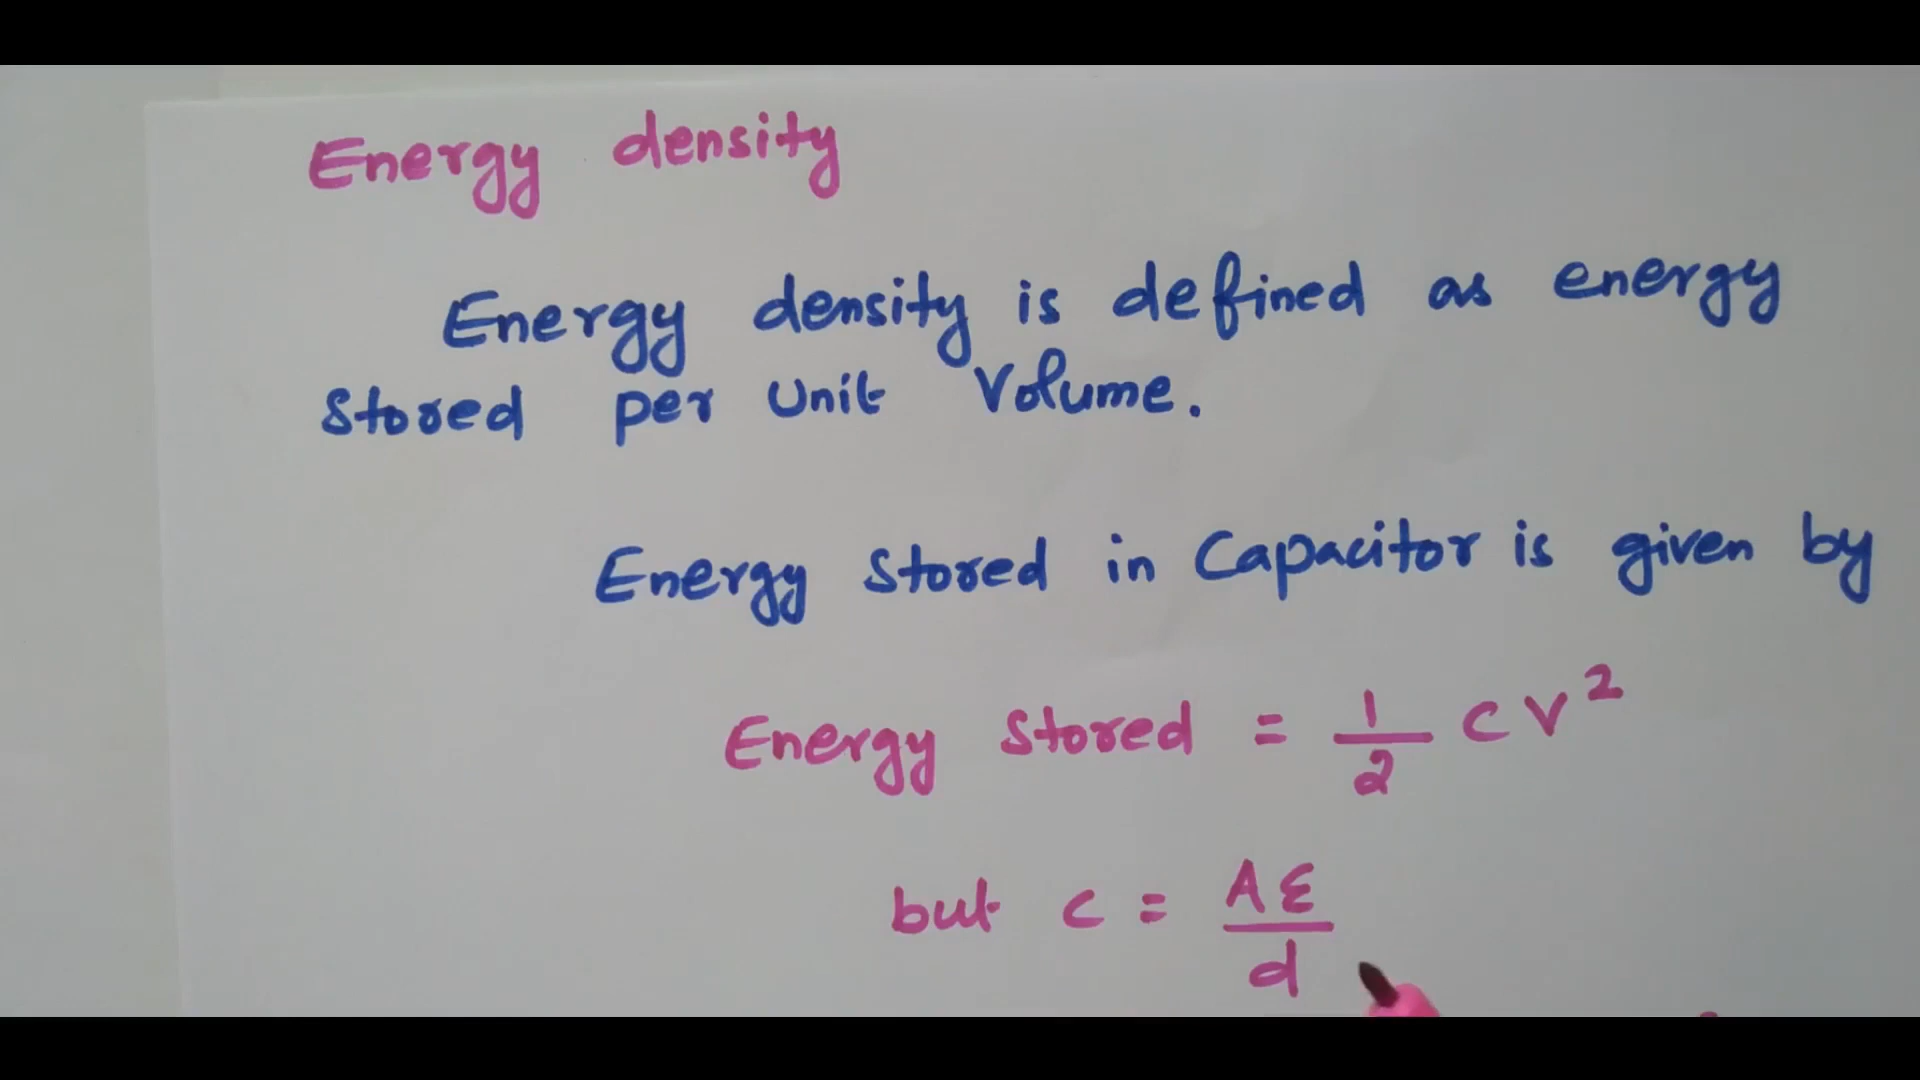 Energy density
Energy density is defined as energy
Stored per Unit Volume.
Energy Stored in Capacitor is given by
Energy Stored = 1/2 CV²
but C = Aε/d